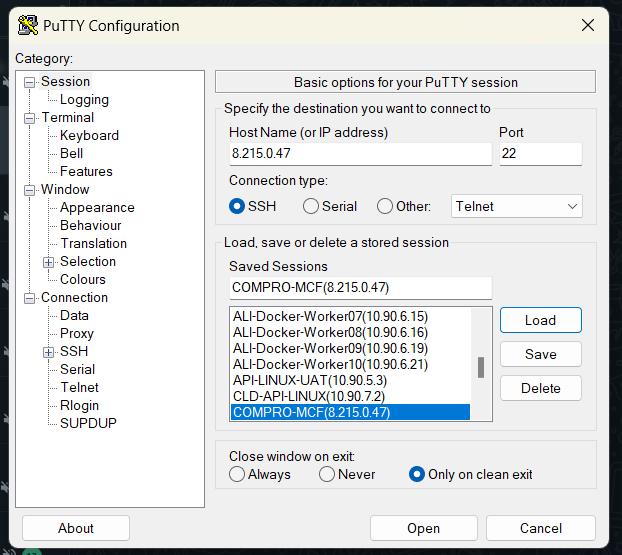 PuTTY Configuration
Category:
Session
Logging
Terminal
Keyboard
Bell
Features
Window
Appearance
Behaviour
Translation
Selection
Colours
Connection
Data
Proxy
SSH
Serial
Telnet
Rlogin
SUPDUP
Basic options for your PuTTY session
Specify the destination you want to connect to
Host Name (or IP address) Port
8.215.0.47 22
Connection type:
SSH Serial Other: Telnet
Load, save or delete a stored session
Saved Sessions
COMPRO-MCF(8.215.0.47)
ALI-Docker-Worker07(10.90.6.15)
ALI-Docker-Worker08(10.90.6.16)
ALI-Docker-Worker09(10.90.6.19)
ALI-Docker-Worker10(10.90.6.21)
API-LINUX-UAT(10.90.5.3)
CLD-API-LINUX(10.90.7.2)
COMPRO-MCF(8.215.0.47)
Load
Save
Delete
Close window on exit:
Always Never Only on clean exit
About Open Cancel